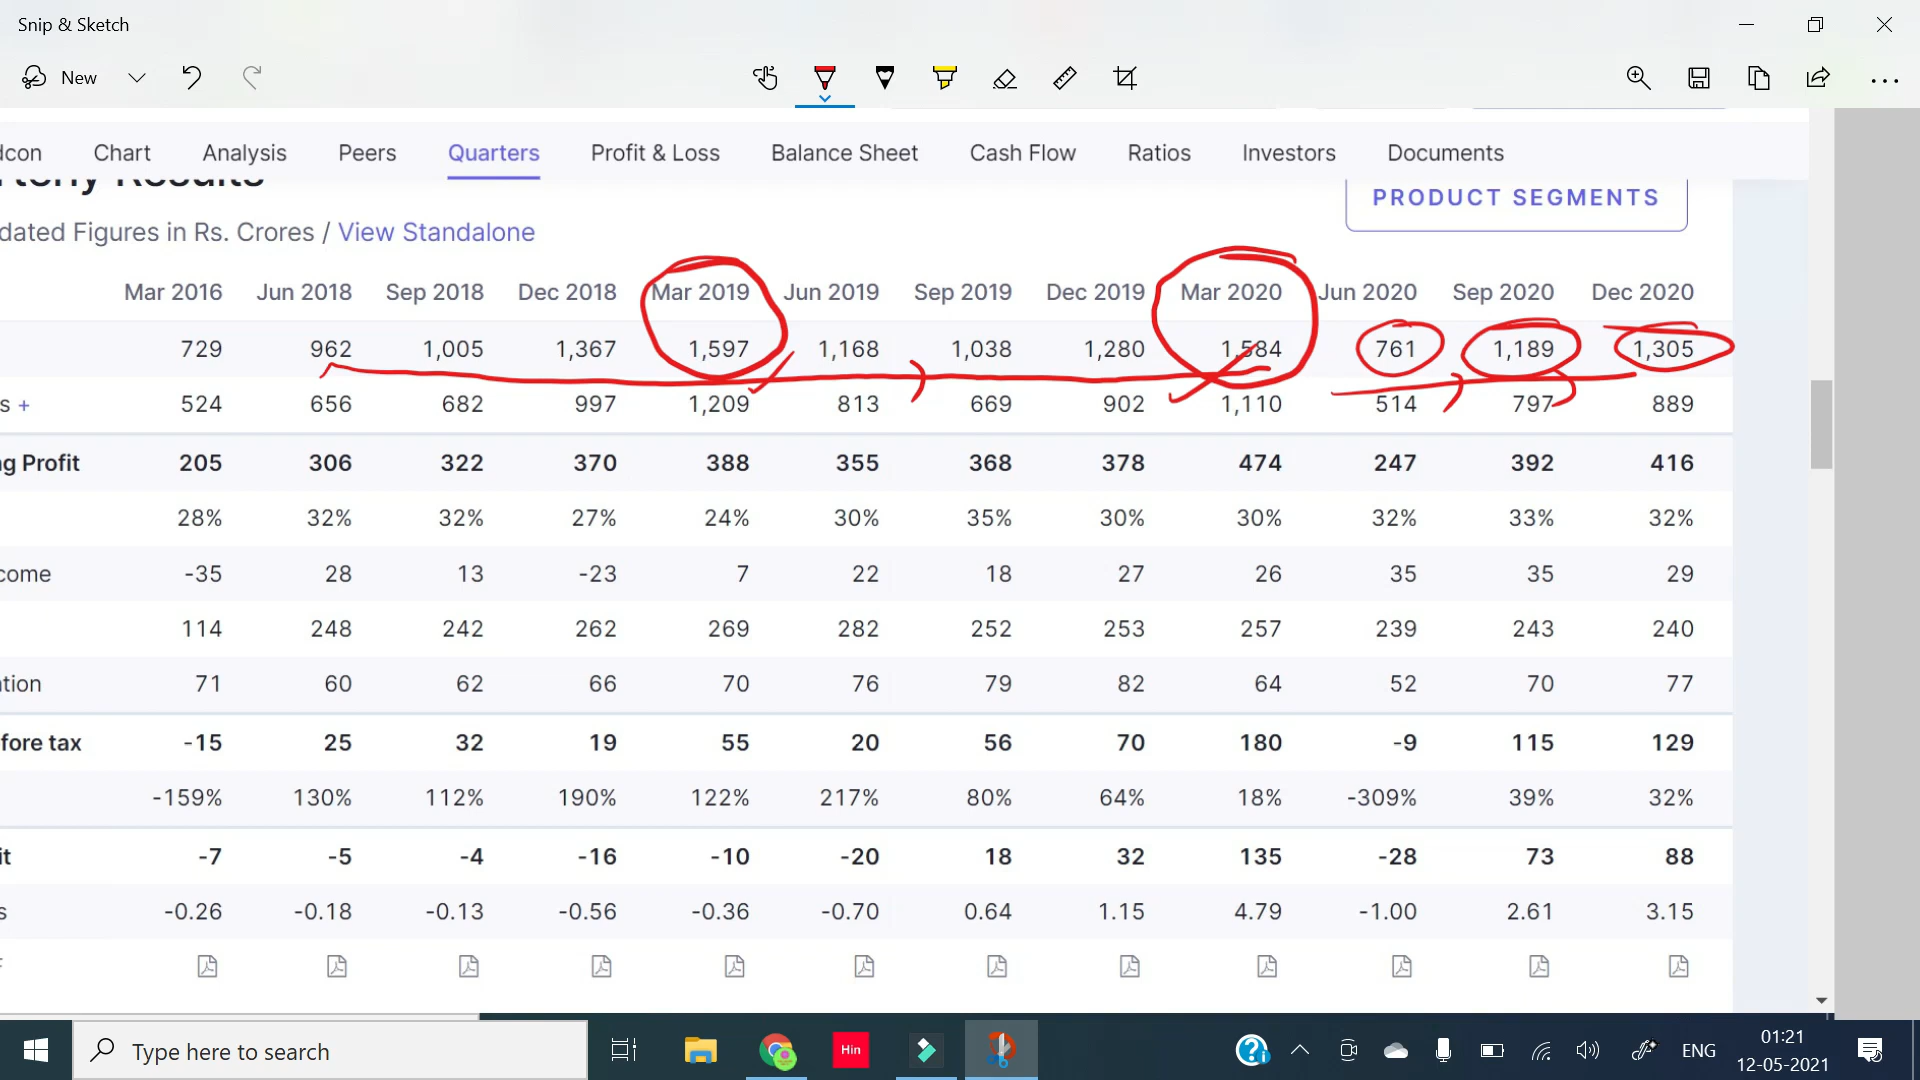 Snip & Sketch
New
dcon Chart Analysis Peers Quarters Profit & Loss Balance Sheet Cash Flow Ratios Investors Documents
PRODUCT SEGMENTS
dated Figures in Rs. Crores / View Standalone
Mar 2016 Jun 2018 Sep 2018 Dec 2018 Mar 2019 Jun 2019 Sep 2019 Dec 2019 Mar 2020 Jun 2020 Sep 2020 Dec 2020
729 962 1,005 1,367 1,597 1,168 1,038 1,280 1,584 761 1,189 1,305
s + 524 656 682 997 1,209 813 669 902 1,110 514 797 889
ng Profit 205 306 322 370 388 355 368 378 474 247 392 416
28% 32% 32% 27% 24% 30% 35% 30% 30% 32% 33% 32%
come -35 28 13 -23 7 22 18 27 26 35 35 29
114 248 242 262 269 282 252 253 257 239 243 240
ation 71 60 62 66 70 76 79 82 64 52 70 77
fore tax -15 25 32 19 55 20 56 70 180 -9 115 129
-159% 130% 112% 190% 122% 217% 80% 64% 18% -309% 39% 32%
it -7 -5 -4 -16 -10 -20 18 32 135 -28 73 88
s -0.26 -0.18 -0.13 -0.56 -0.36 -0.70 0.64 1.15 4.79 -1.00 2.61 3.15
Type here to search
Hin
ENG
01:21
12-05-2021